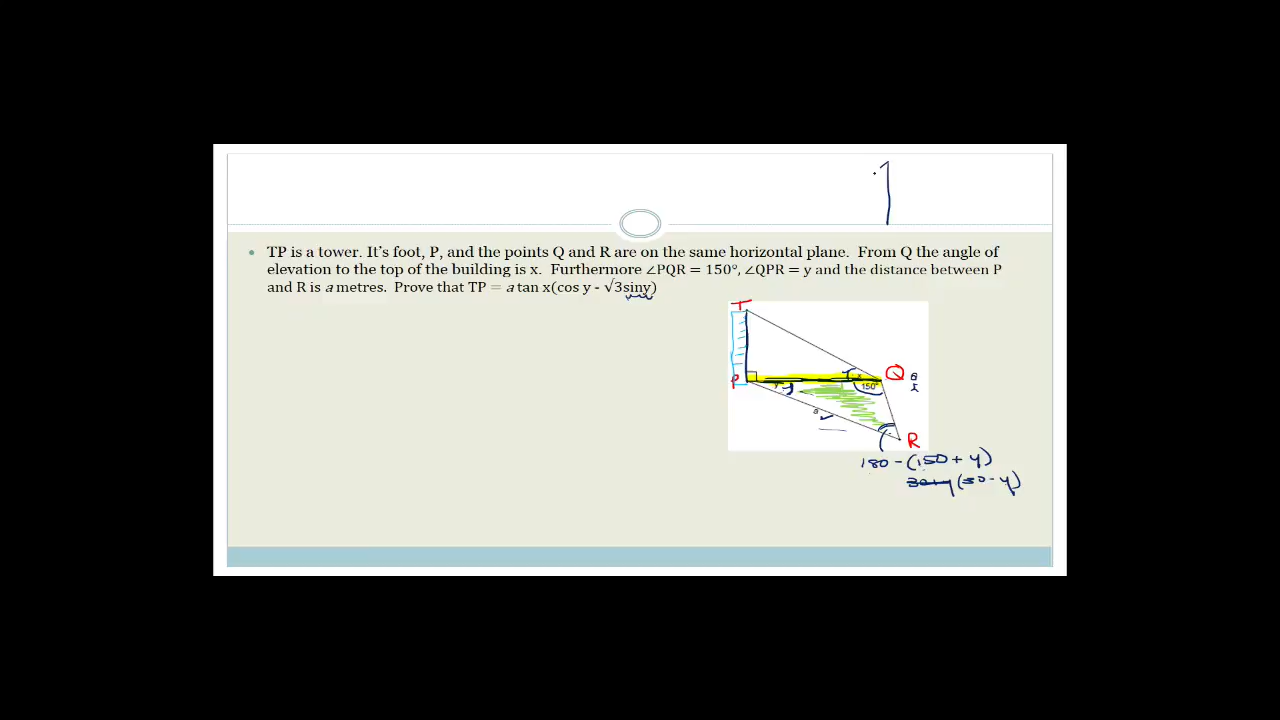 • TP is a tower. It's foot, P, and the points Q and R are on the same horizontal plane. From Q the angle of
elevation to the top of the building is x. Furthermore ∠PQR = 150°, ∠QPR = y and the distance between P
and R is a metres. Prove that TP = a tan x(cos y - √3siny)
T
P
y
x
150°
Q
a
R
180 - (150 + y)
(30 - y)